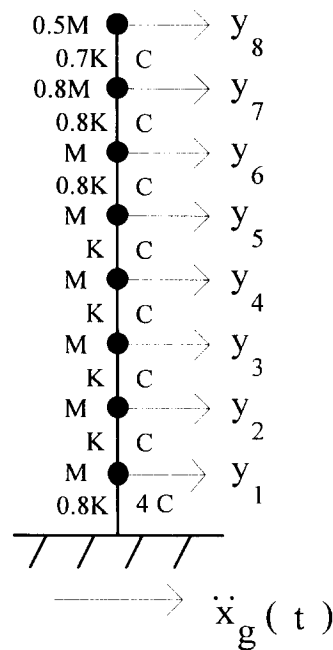 0.5M y8
0.7K C
0.8M y7
0.8K C
M y6
0.8K C
M y5
K C
M y4
K C
M y3
K C
M y2
K C
M y1
0.8K 4C
ẍg(t)